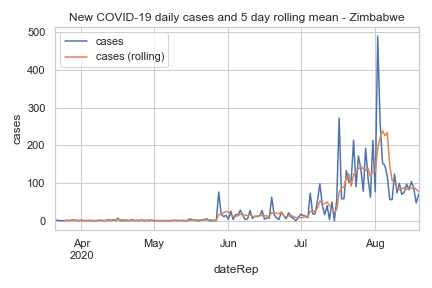 New COVID-19 daily cases and 5 day rolling mean - Zimbabwe
cases
cases (rolling)
500
400
300
200
100
0
cases
Apr
2020
May
Jun
Jul
Aug
dateRep